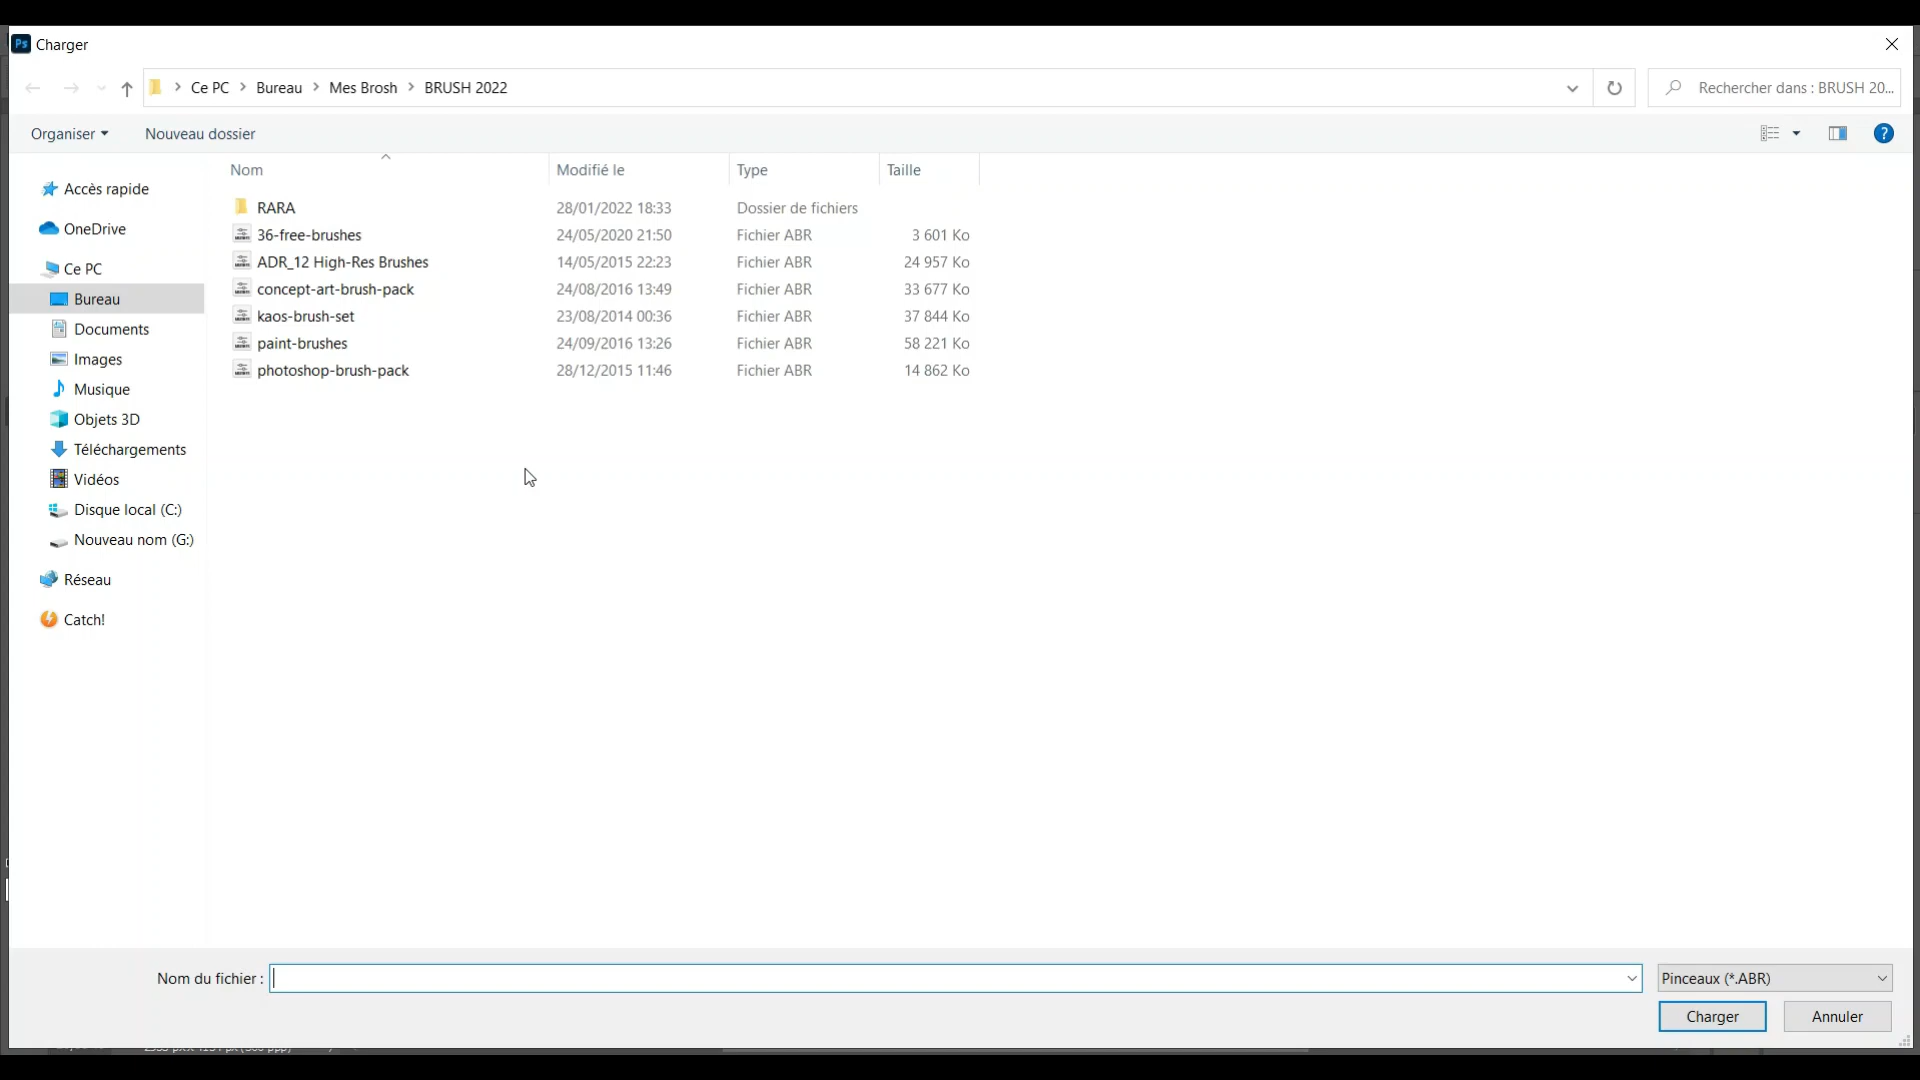 Ps Charger
Ce PC > Bureau > Mes Brosh > BRUSH 2022
Rechercher dans : BRUSH 20...
Organiser
Nouveau dossier
?
Nom Modifié le Type Taille
Accès rapide
OneDrive
Ce PC
Bureau
Documents
Images
Musique
Objets 3D
Téléchargements
Vidéos
Disque local (C:)
Nouveau nom (G:)
Réseau
Catch!
RARA 28/01/2022 18:33 Dossier de fichiers
36-free-brushes 24/05/2020 21:50 Fichier ABR 3 601 Ko
ADR_12 High-Res Brushes 14/05/2015 22:23 Fichier ABR 24 957 Ko
concept-art-brush-pack 24/08/2016 13:49 Fichier ABR 33 677 Ko
kaos-brush-set 23/08/2014 00:36 Fichier ABR 37 844 Ko
paint-brushes 24/09/2016 13:26 Fichier ABR 58 221 Ko
photoshop-brush-pack 28/12/2015 11:46 Fichier ABR 14 862 Ko
Nom du fichier :
Pinceaux (*.ABR)
Charger
Annuler